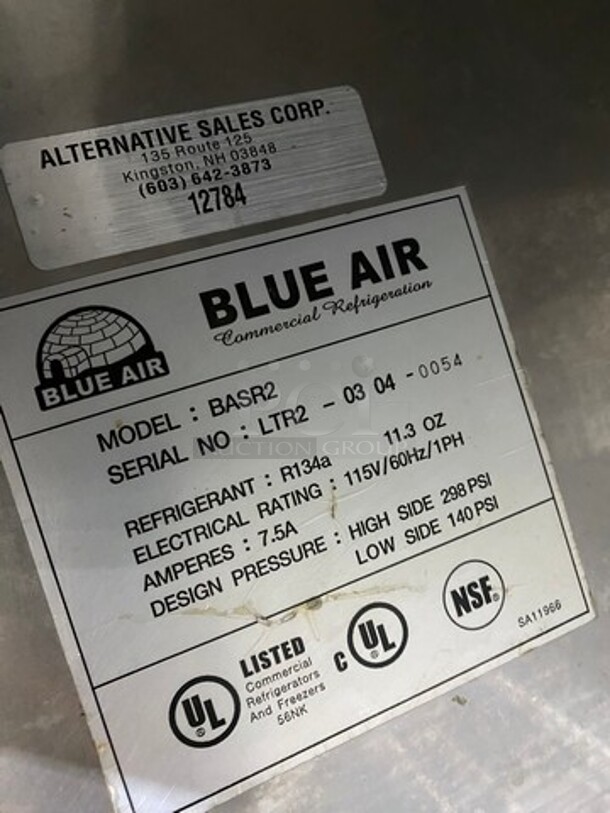 ALTERNATIVE SALES CORP.
135 Route 125
Kingston, NH 03848
(603) 642-3873
12784
BLUE AIR
BLUE AIR
Commercial Refrigeration
MODEL : BASR2
SERIAL NO : LTR2 - 03 04 - 0054
REFRIGERANT : R134a 11.3 OZ
ELECTRICAL RATING : 115V/60Hz/1PH
AMPERES : 7.5A
DESIGN PRESSURE : HIGH SIDE 298 PSI
LOW SIDE 140 PSI
UL ®
LISTED
Commercial
Refrigerators
And Freezers
56NK
C UL ®
NSF®
SA11966
AUCTION GROUP